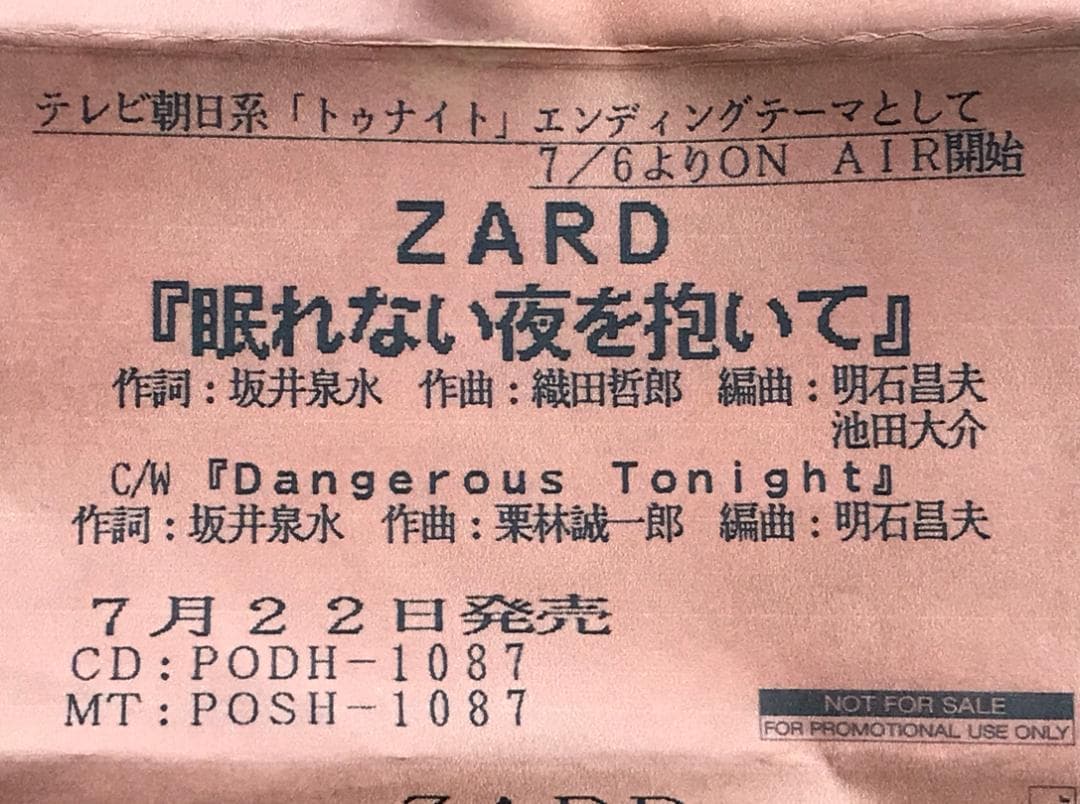 テレビ朝日系「トゥナイト」エンディングテーマとして
7／6よりON AIR開始
ZARD
『眠れない夜を抱いて』
作詞：坂井泉水 作曲：織田哲郎 編曲：明石昌夫
池田大介
C/W『Dangerous Tonight』
作詞：坂井泉水 作曲：栗林誠一郎 編曲：明石昌夫
7月22日発売
CD：PODH－1087
MT：POSH－1087
NOT FOR SALE
FOR PROMOTIONAL USE ONLY